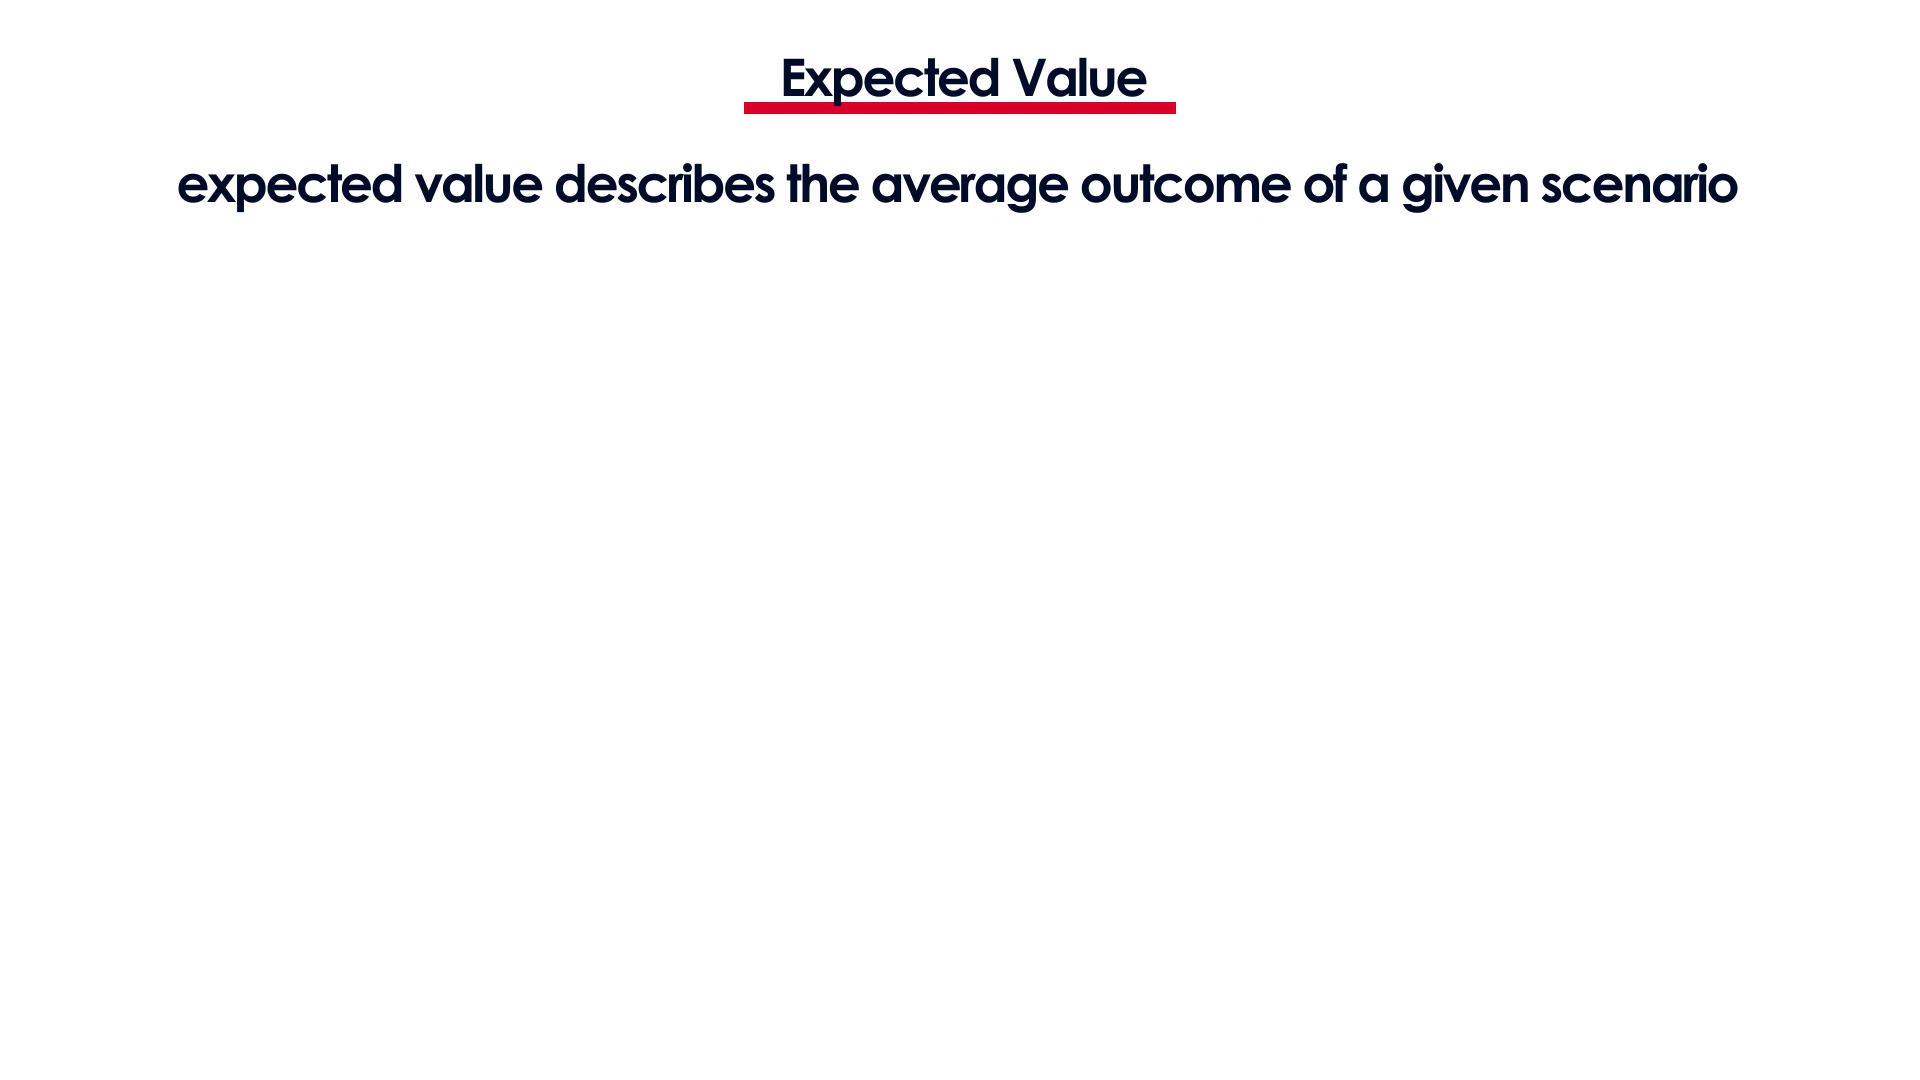 Expected Value
expected value describes the average outcome of a given scenario